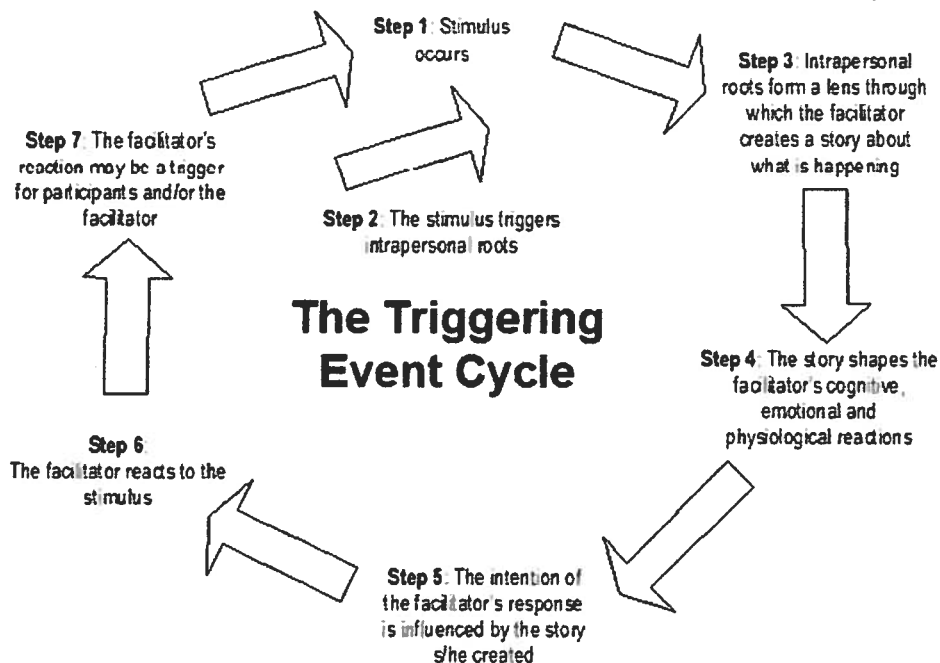 Step 1: Stimulus
occurs
Step 2: The stimulus triggers
intrapersonal roots
Step 3: Intrapersonal
roots form a lens through
which the facilitator
creates a story about
what is happening
Step 4: The story shapes the
facilitator's cognitive,
emotional and
physiological reactions
Step 5: The intention of
the facilitator's response
is influenced by the story
s/he created
Step 6:
The facilitator reacts to the
stimulus
Step 7: The facilitator's
reaction may be a trigger
for participants and/or the
facilitator
The Triggering
Event Cycle